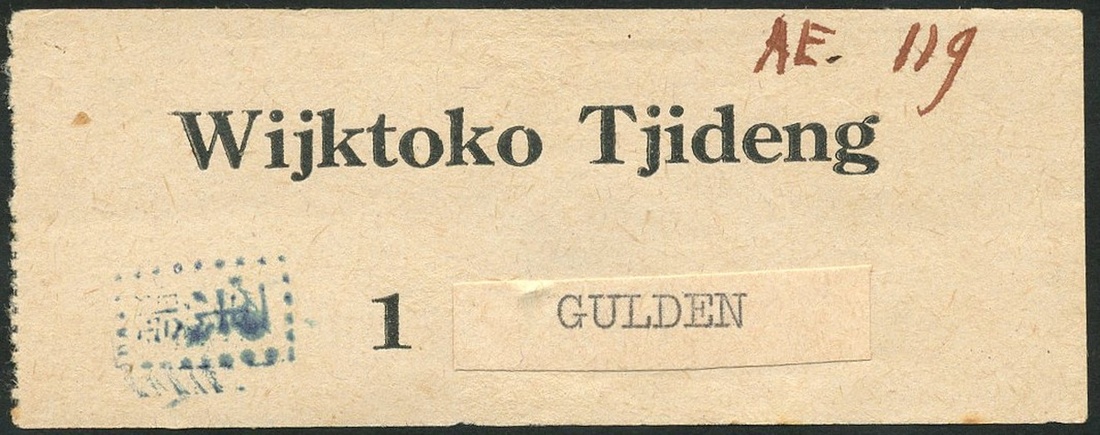 AE. 119
Wijktoko Tjideng
1 GULDEN